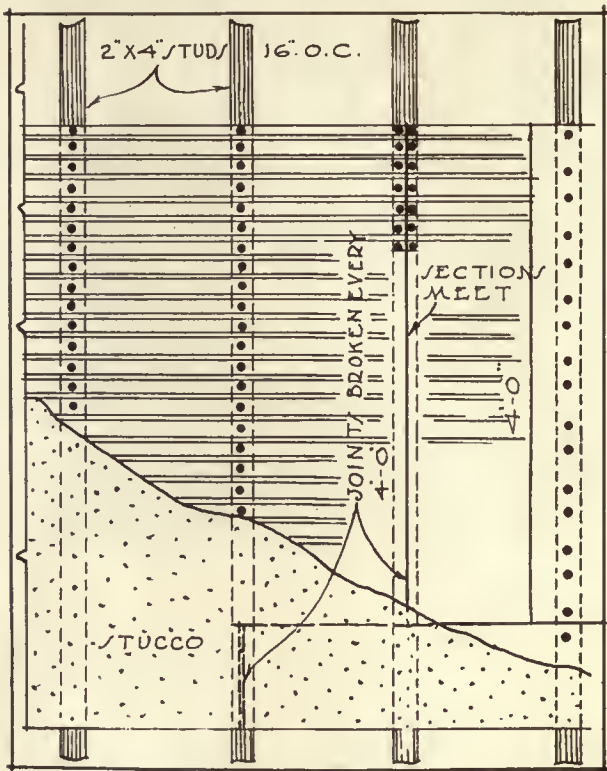 2"X4" STUDS 16" O.C.
SECTIONS
MEET
JOINTS BROKEN EVERY
4'-0"
4'-0"
STUCCO